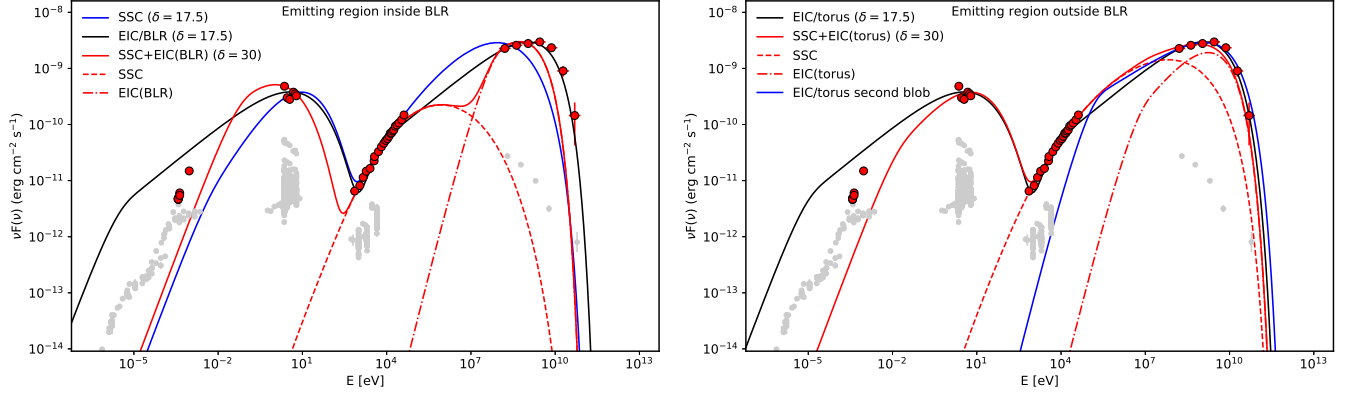 Emitting region inside BLR
SSC (δ = 17.5)
EIC/BLR (δ = 17.5)
SSC+EIC(BLR) (δ = 30)
SSC
EIC(BLR)
νF(ν) (erg cm⁻² s⁻¹)
10⁻⁸
10⁻⁹
10⁻¹⁰
10⁻¹¹
10⁻¹²
10⁻¹³
10⁻¹⁴
10⁻⁵ 10⁻² 10¹ 10⁴ 10⁷ 10¹⁰ 10¹³
E [eV]
Emitting region outside BLR
EIC/torus (δ = 17.5)
SSC+EIC(torus) (δ = 30)
SSC
EIC(torus)
EIC/torus second blob
νF(ν) (erg cm⁻² s⁻¹)
10⁻⁸
10⁻⁹
10⁻¹⁰
10⁻¹¹
10⁻¹²
10⁻¹³
10⁻¹⁴
10⁻⁵ 10⁻² 10¹ 10⁴ 10⁷ 10¹⁰ 10¹³
E [eV]